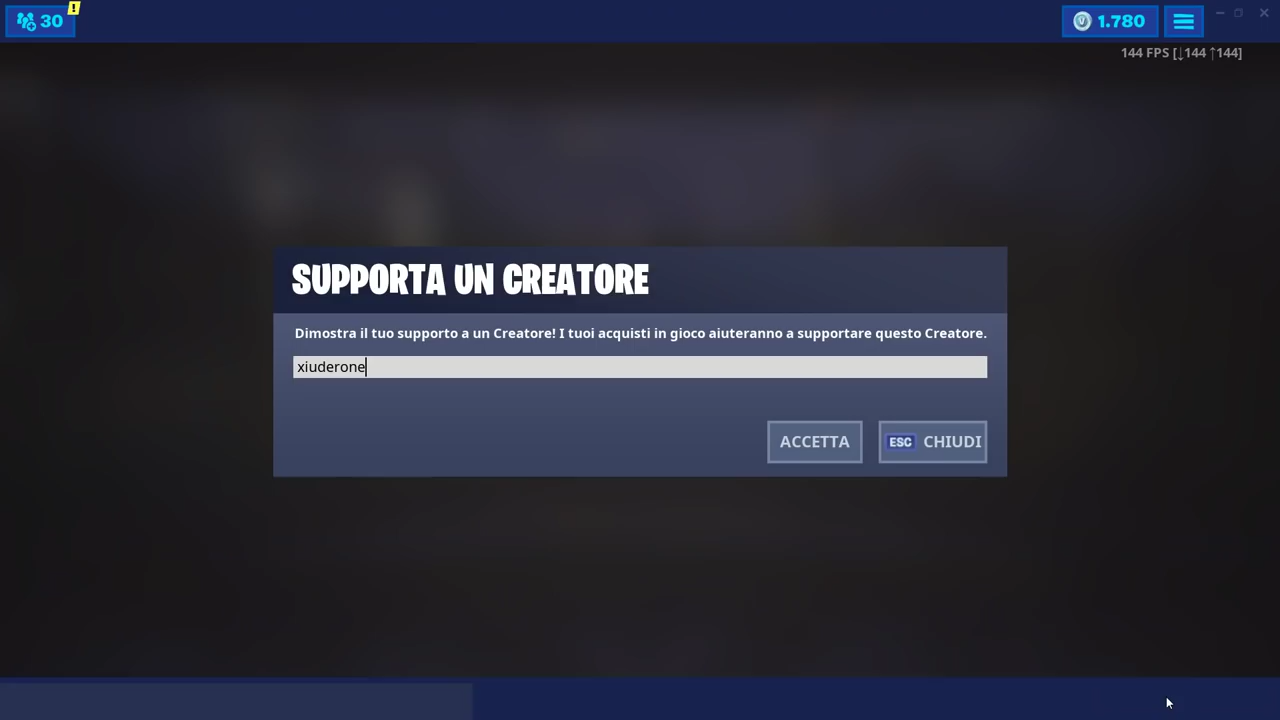 30
!
1.780
144 FPS [↓144 ↑144]
SUPPORTA UN CREATORE
Dimostra il tuo supporto a un Creatore! I tuoi acquisti in gioco aiuteranno a supportare questo Creatore.
xiuderone
ACCETTA
ESC CHIUDI